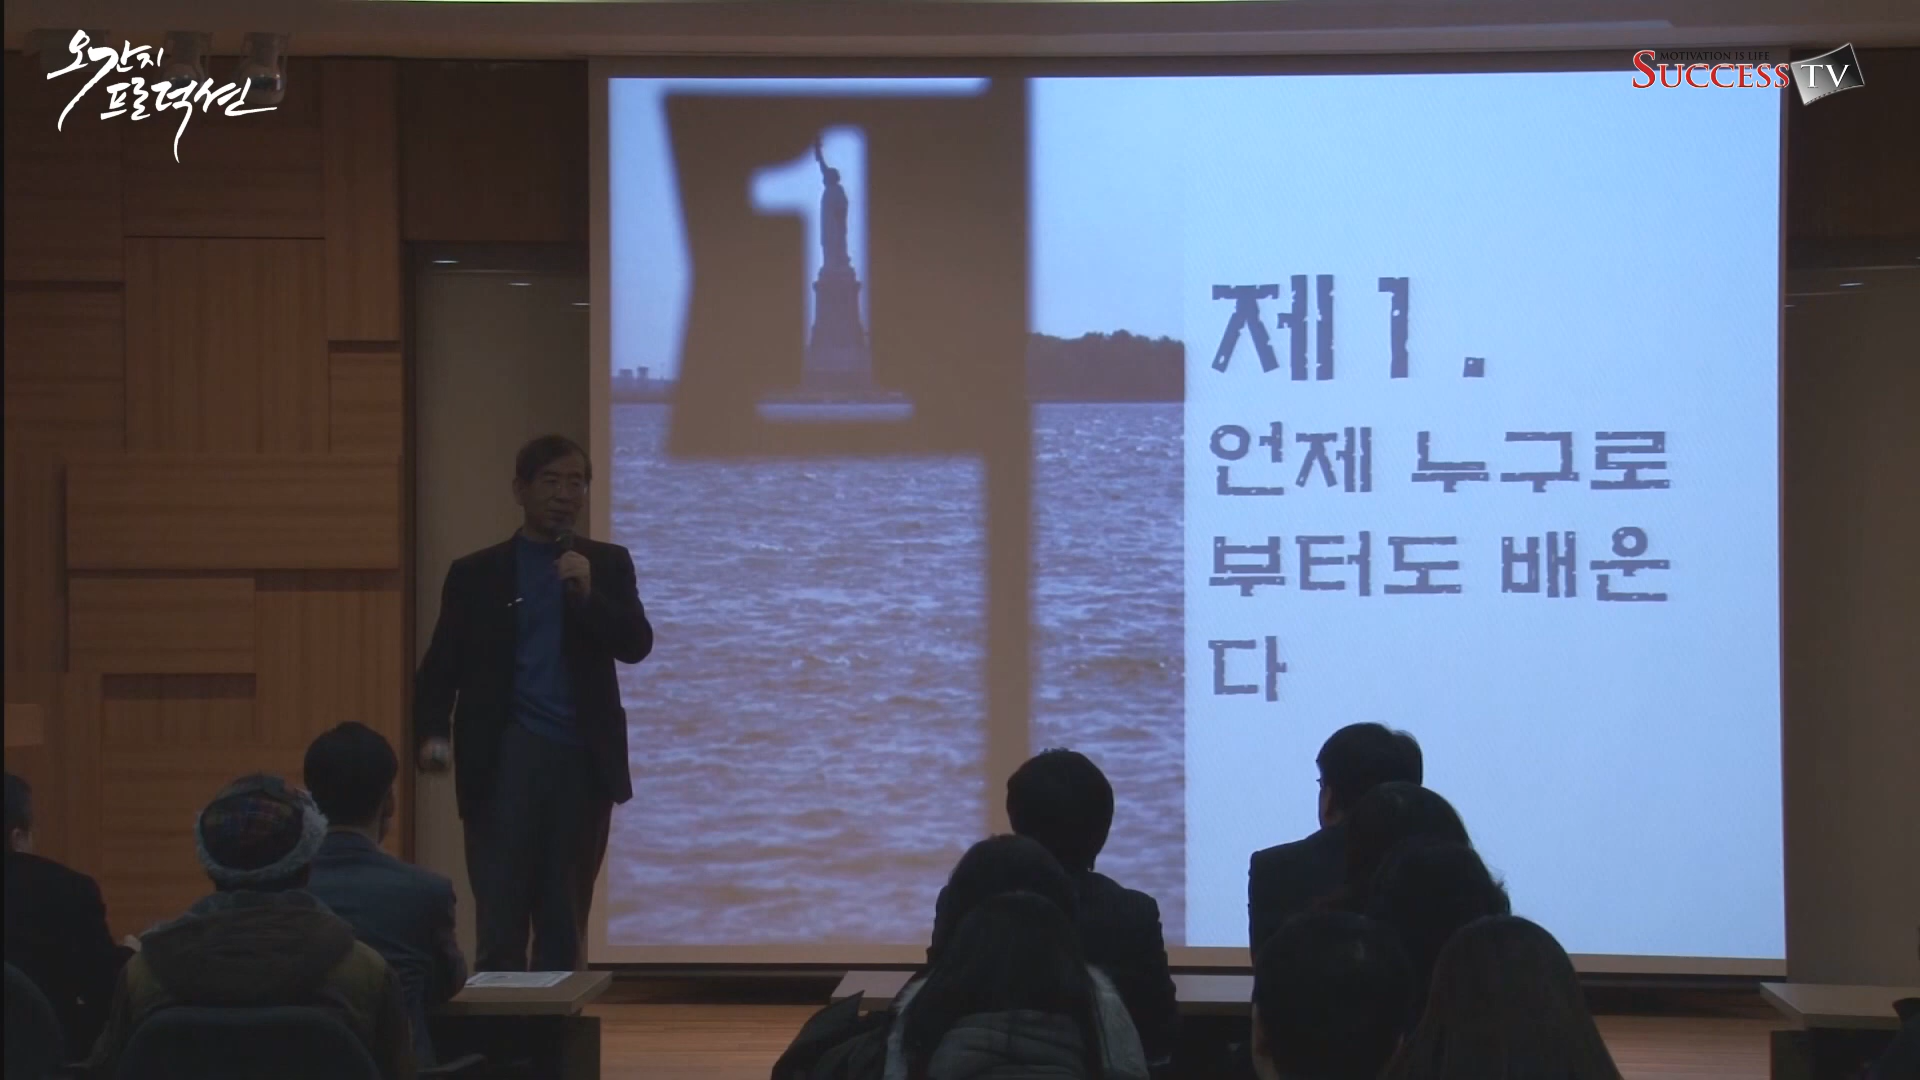 오간지
프로덕션
MOTIVATION IS LIFE
SUCCESS TV
1
제1.
언제 누구로
부터도 배운
다